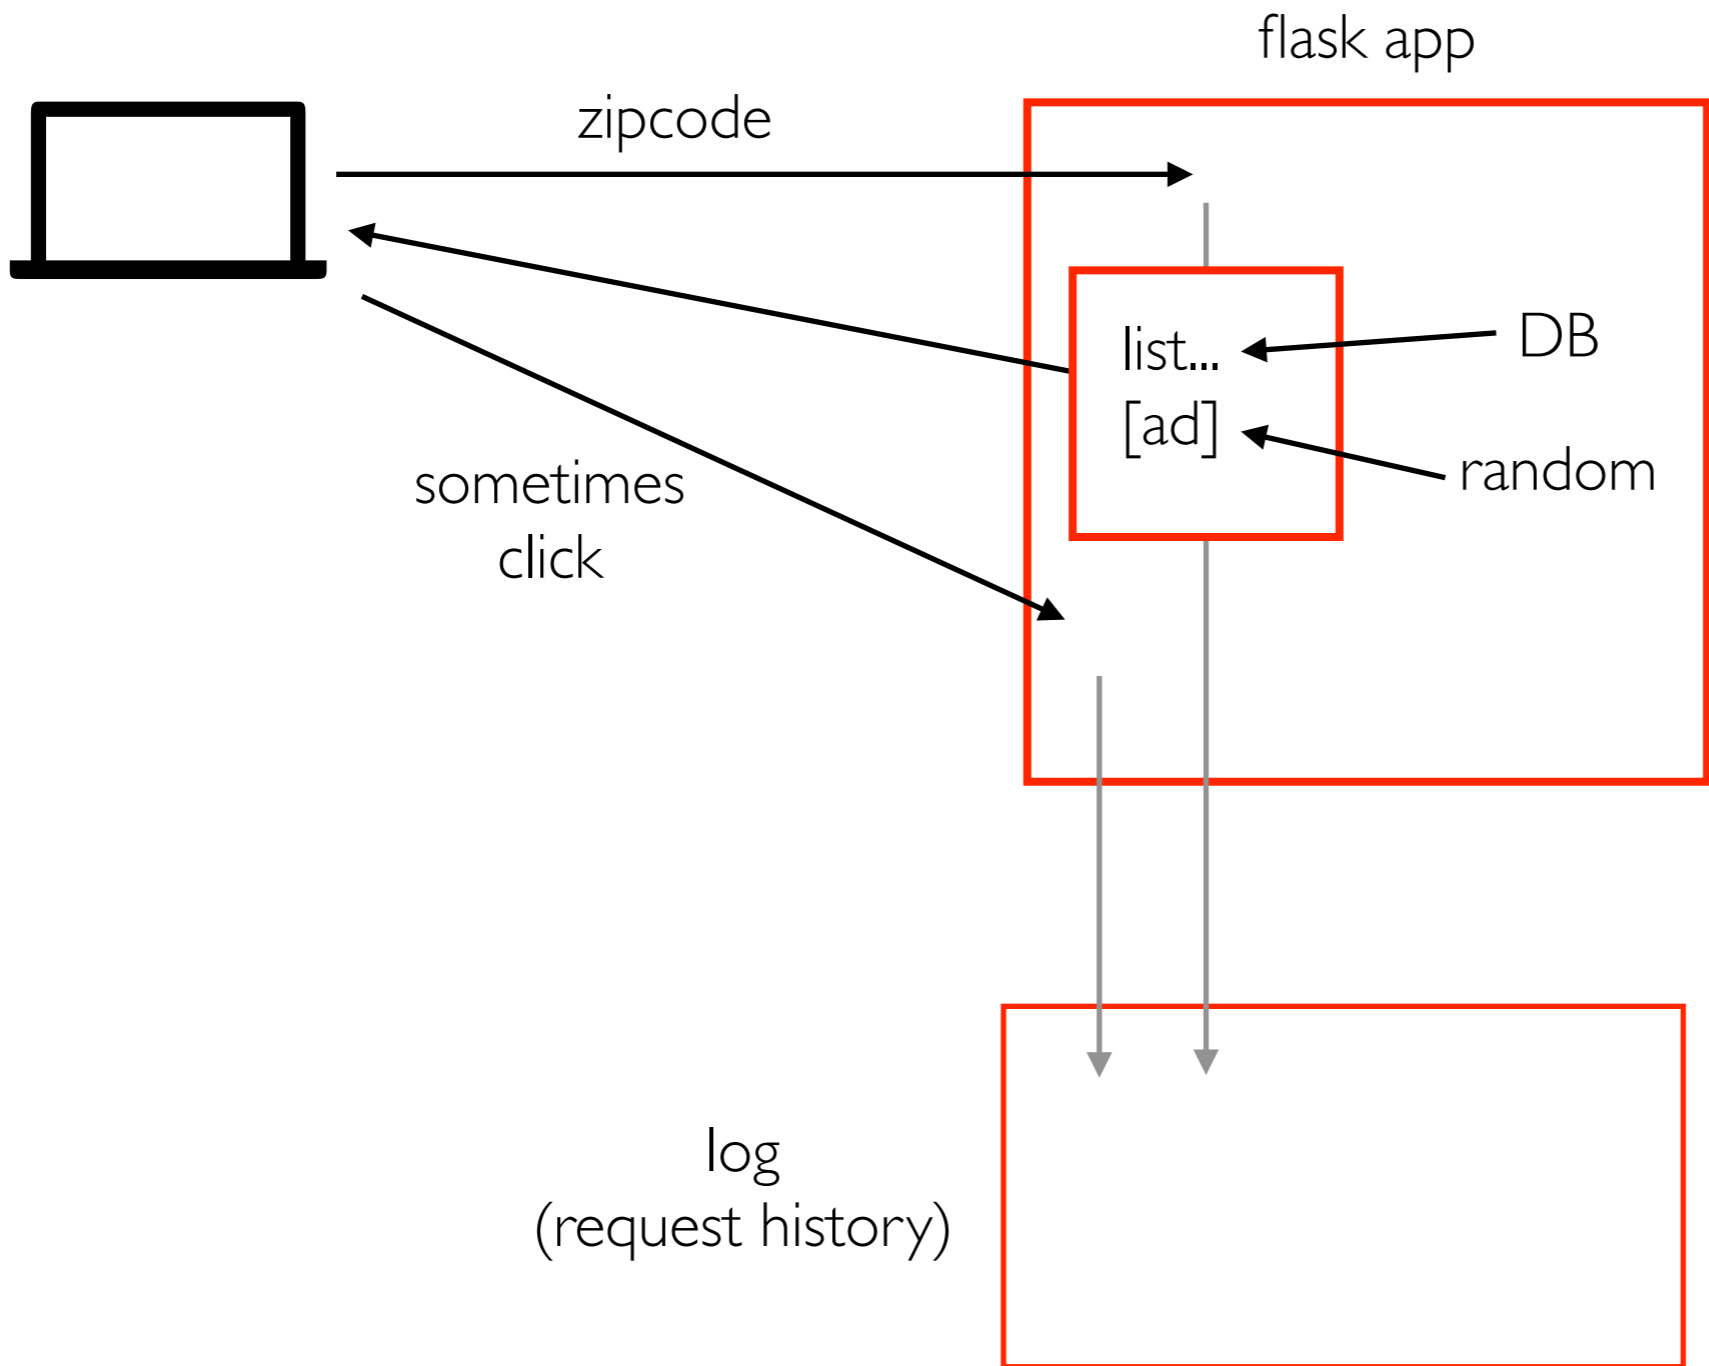 flask app
zipcode
list...
DB
[ad]
random
sometimes
click
log
(request history)